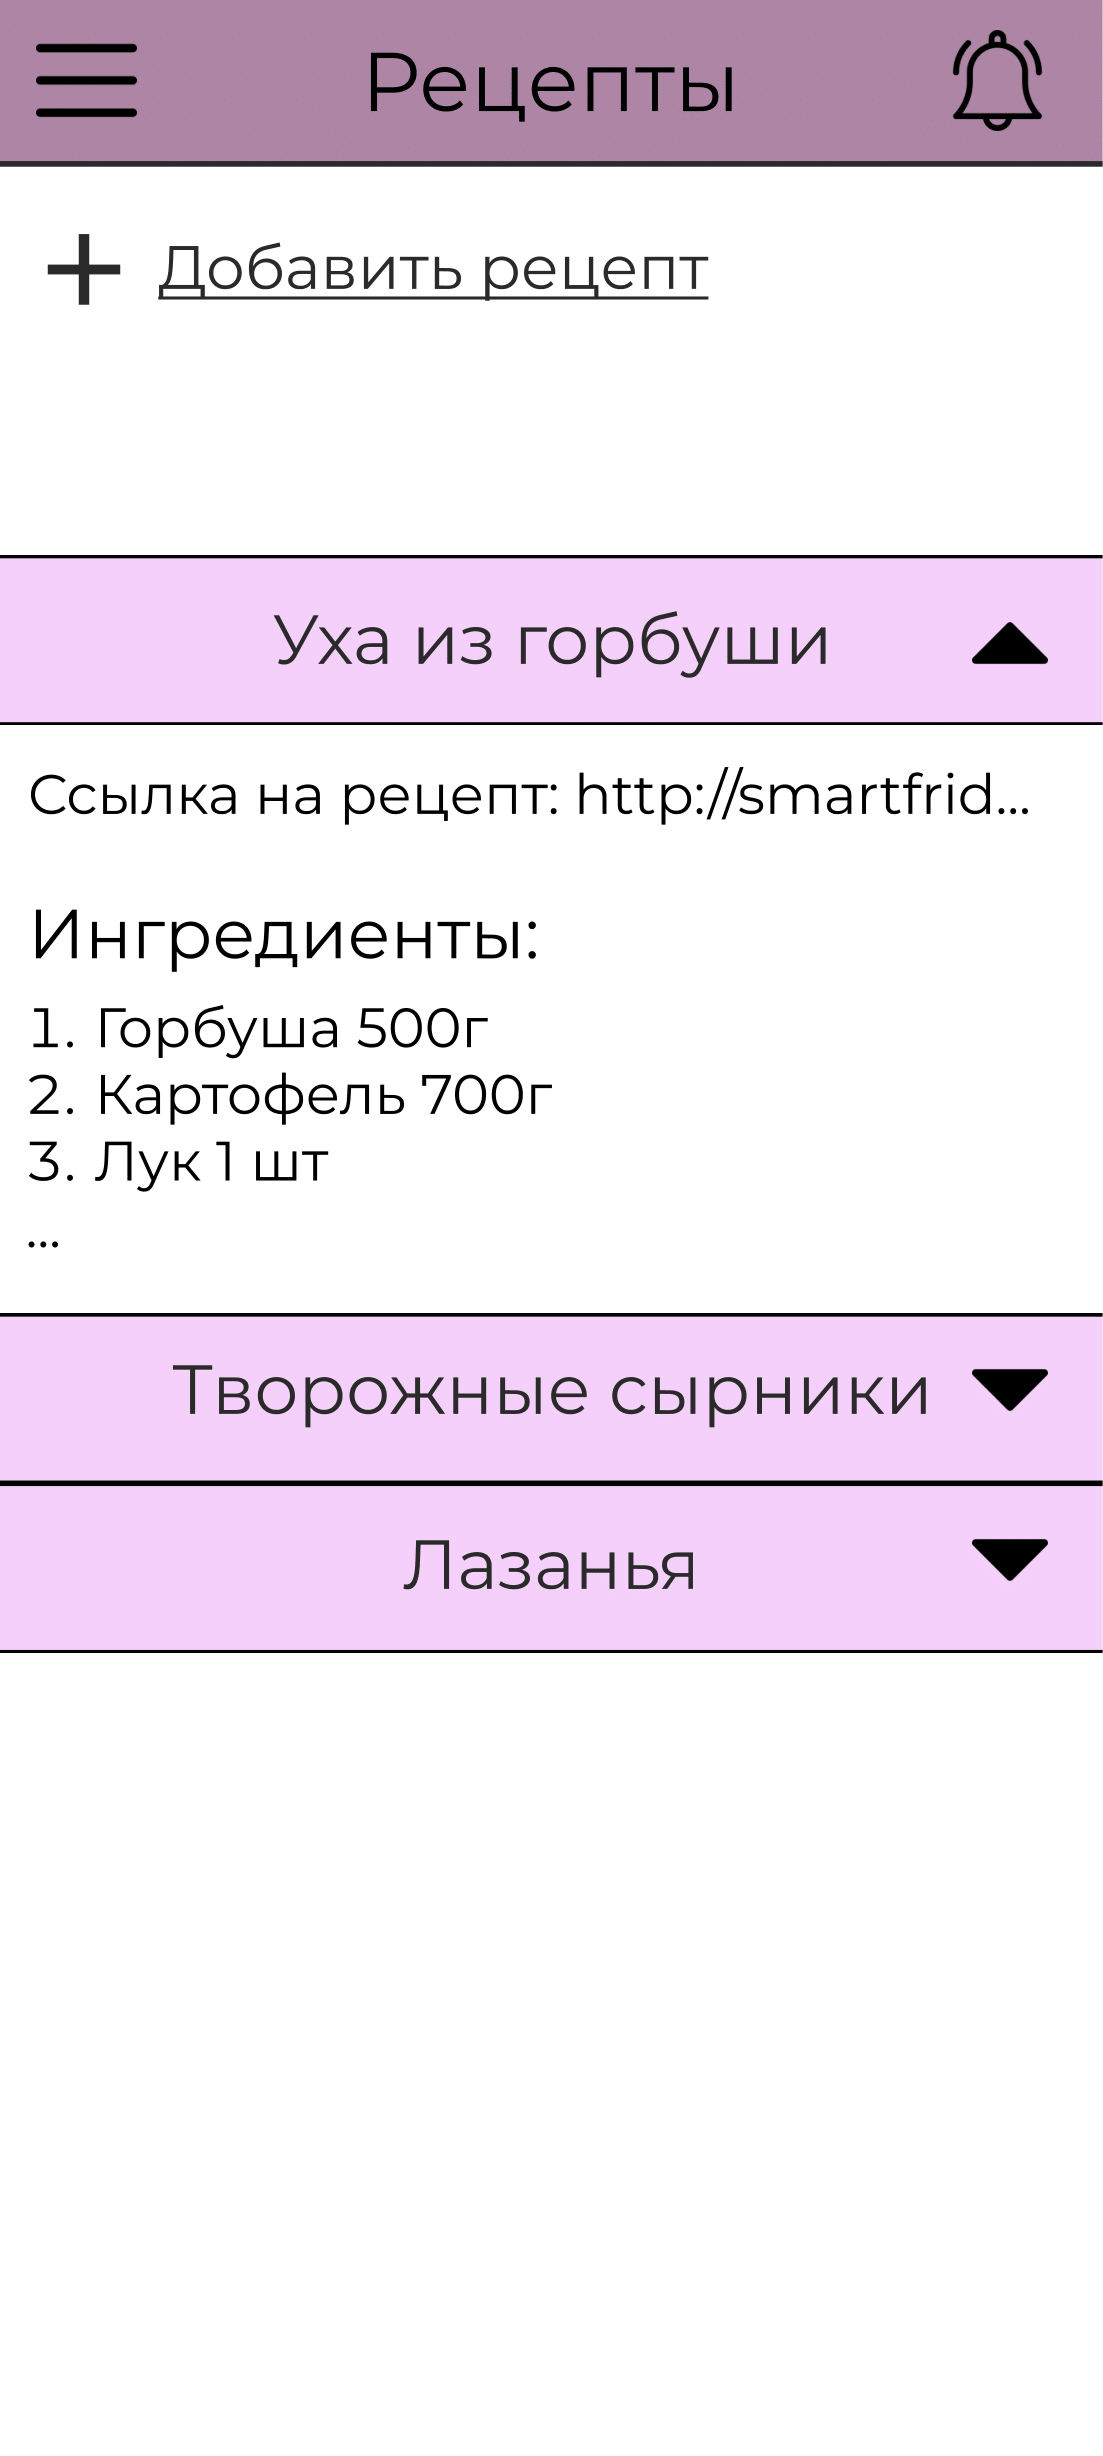 Рецепты
Добавить рецепт
Уха из горбуши
Ссылка на рецепт: http://smartfrid...
Ингредиенты:
1. Горбуша 500г
2. Картофель 700г
3. Лук 1 шт
...
Творожные сырники
Лазанья